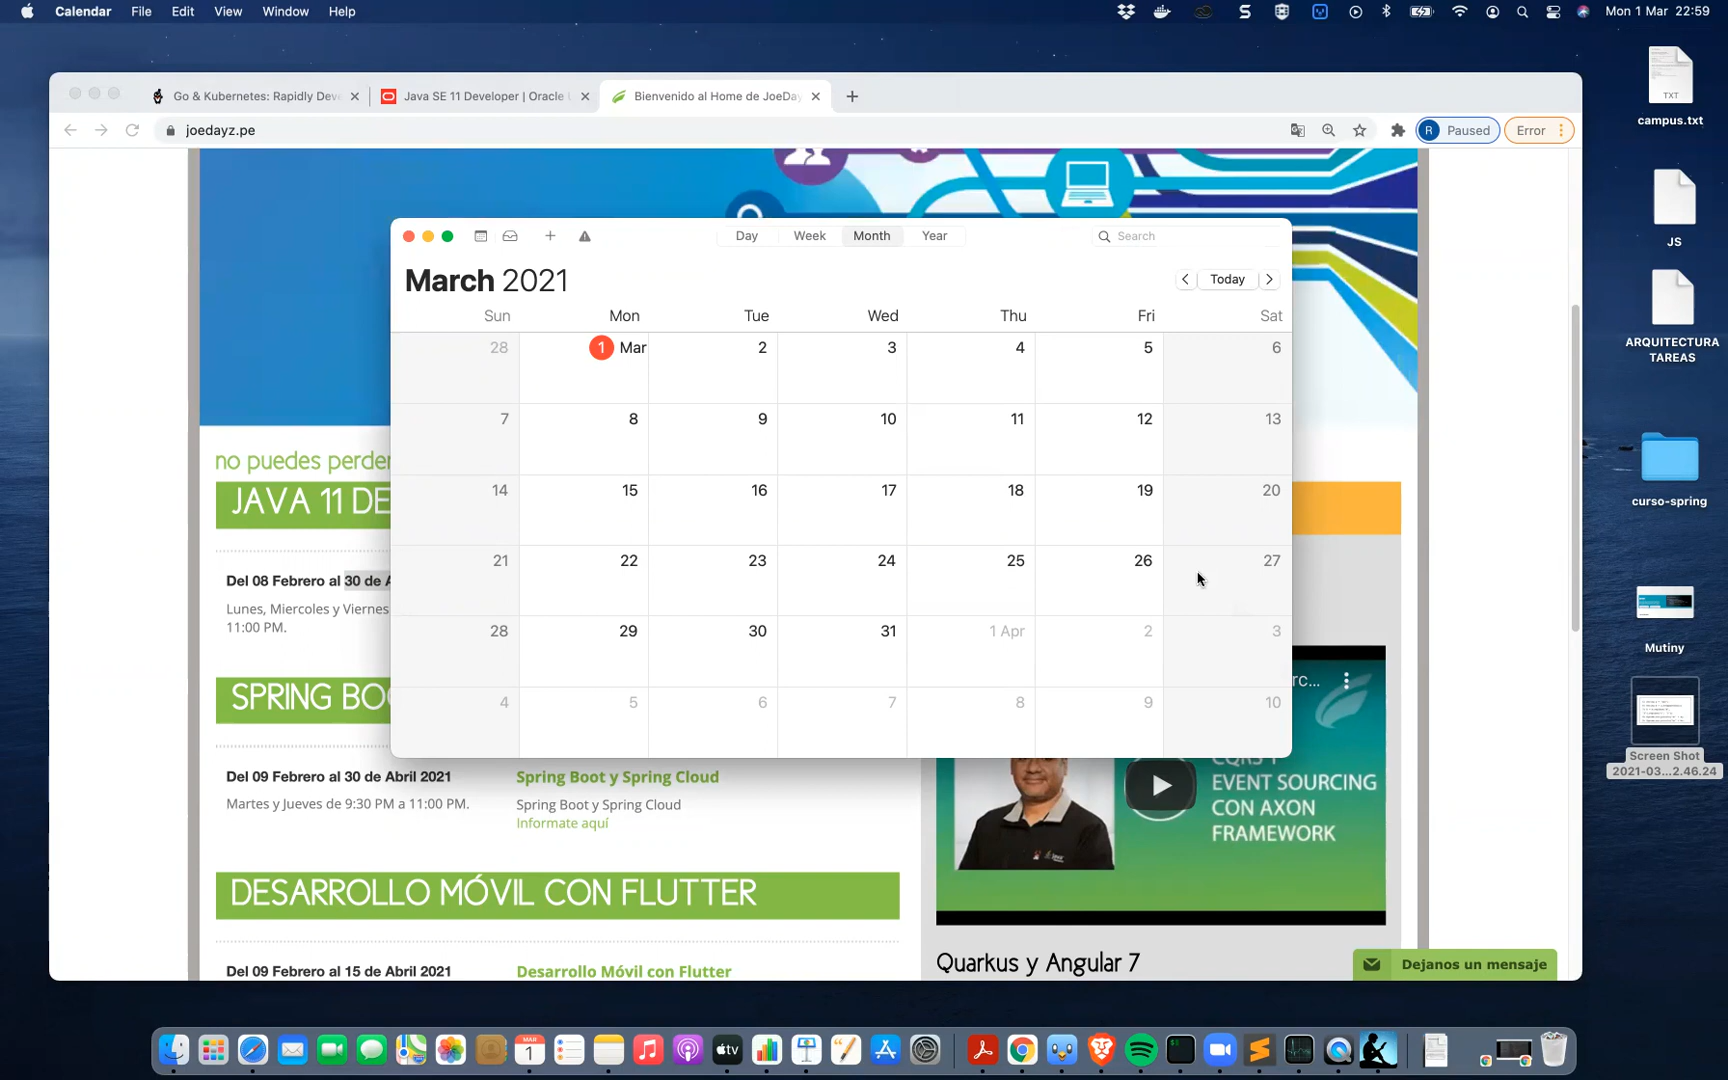 Calendar File Edit View Window Help Mon 1 Mar 22:59
Go & Kubernetes: Rapidly Dev
Java SE 11 Developer | Oracle
Bienvenido al Home de JoeDay
joedayz.pe
R Paused
Error
Day Week Month Year
Search
March 2021
Today
Sun Mon Tue Wed Thu Fri Sat
28 1 Mar 2 3 4 5 6
7 8 9 10 11 12 13
14 15 16 17 18 19 20
21 22 23 24 25 26 27
28 29 30 31 1 Apr 2 3
4 5 6 7 8 9 10
no puedes perder
JAVA 11 DE
Del 08 Febrero al 30 de A
Lunes, Miercoles y Viernes
11:00 PM.
SPRING BO
Del 09 Febrero al 30 de Abril 2021
Martes y Jueves de 9:30 PM a 11:00 PM.
Spring Boot y Spring Cloud
Spring Boot y Spring Cloud
Informate aquí
DESARROLLO MÓVIL CON FLUTTER
Del 09 Febrero al 15 de Abril 2021
Desarrollo Móvil con Flutter
rc...
CQRS Y
EVENT SOURCING
CON AXON
FRAMEWORK
Quarkus y Angular 7
Dejanos un mensaje
TXT
campus.txt
JS
ARQUITECTURA
TAREAS
curso-spring
Mutiny
Screen Shot
2021-03...2.46.24
MAR
1
tv